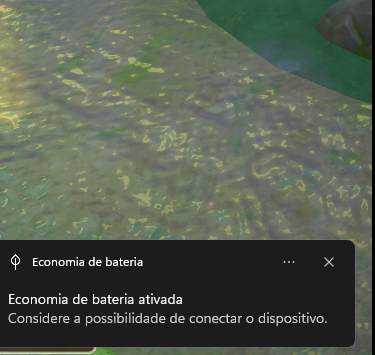 Economia de bateria
Economia de bateria ativada
Considere a possibilidade de conectar o dispositivo.